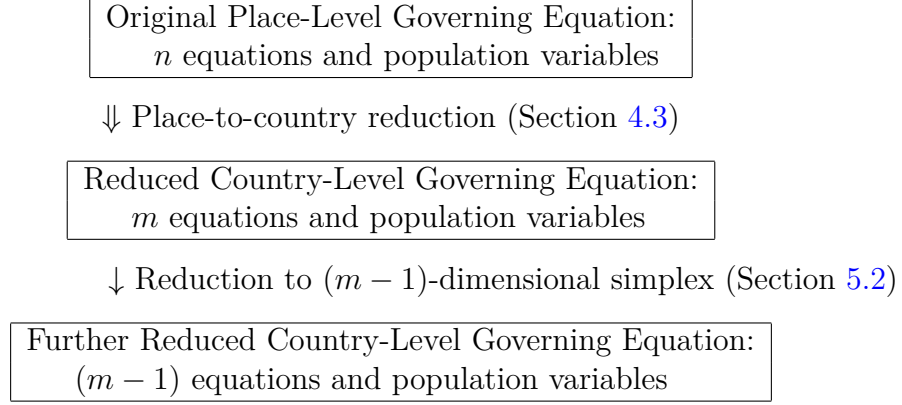 Original Place-Level Governing Equation:
n equations and population variables
⇓ Place-to-country reduction (Section 4.3)
Reduced Country-Level Governing Equation:
m equations and population variables
↓ Reduction to (m − 1)-dimensional simplex (Section 5.2)
Further Reduced Country-Level Governing Equation:
(m − 1) equations and population variables